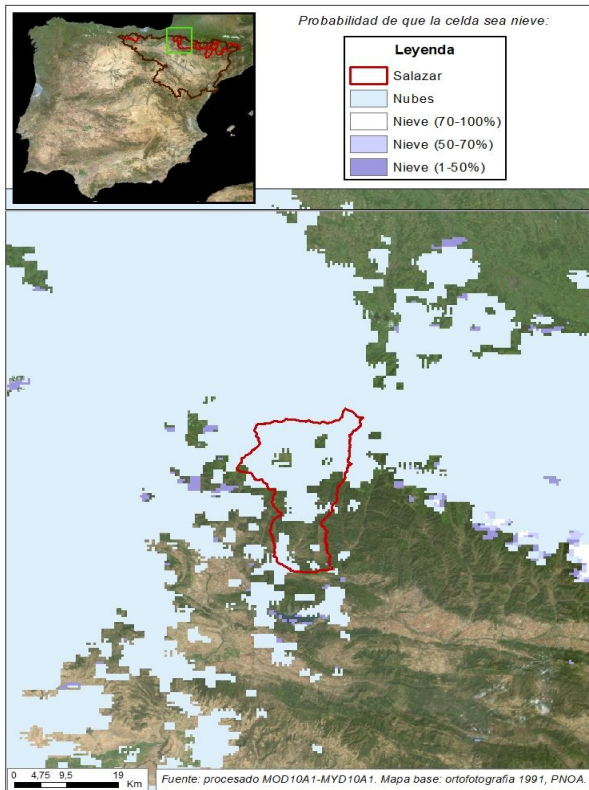 Probabilidad de que la celda sea nieve:
Leyenda
Salazar
Nubes
Nieve (70-100%)
Nieve (50-70%)
Nieve (1-50%)
0 4,75 9,5 19
Km
Fuente: procesado MOD10A1-MYD10A1. Mapa base: ortofotografia 1991, PNOA.